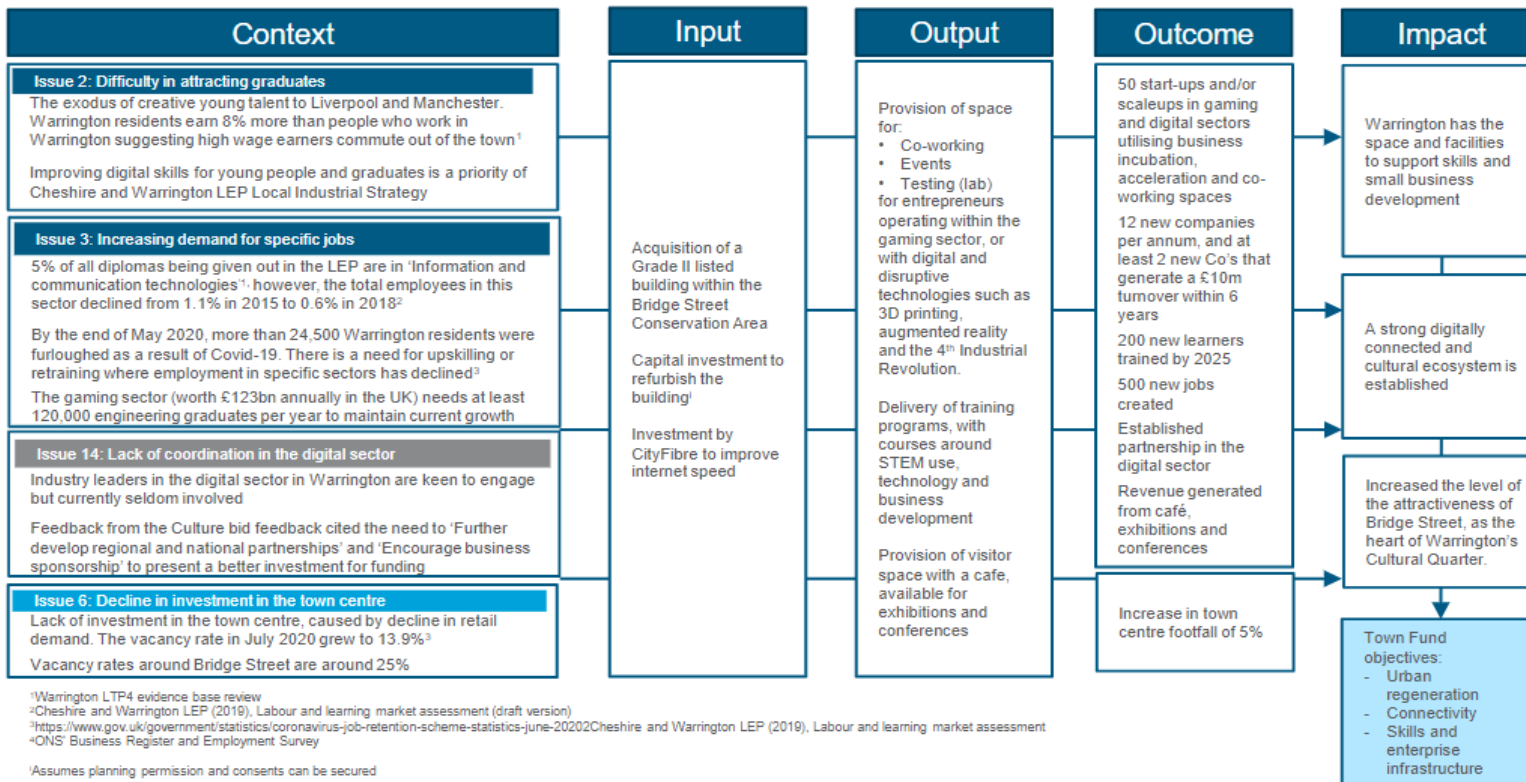 Context
Issue 2: Difficulty in attracting graduates
The exodus of creative young talent to Liverpool and Manchester.
Warrington residents earn 8% more than people who work in
Warrington suggesting high wage earners commute out of the town¹
Improving digital skills for young people and graduates is a priority of
Cheshire and Warrington LEP Local Industrial Strategy
Issue 3: Increasing demand for specific jobs
5% of all diplomas being given out in the LEP are in ‘Information and
communication technologies’¹, however, the total employees in this
sector declined from 1.1% in 2015 to 0.6% in 2018²
By the end of May 2020, more than 24,500 Warrington residents were
furloughed as a result of Covid-19. There is a need for upskilling or
retraining where employment in specific sectors has declined³
The gaming sector (worth £123bn annually in the UK) needs at least
120,000 engineering graduates per year to maintain current growth
Issue 14: Lack of coordination in the digital sector
Industry leaders in the digital sector in Warrington are keen to engage
but currently seldom involved
Feedback from the Culture bid feedback cited the need to ‘Further
develop regional and national partnerships’ and ‘Encourage business
sponsorship’ to present a better investment for funding
Issue 6: Decline in investment in the town centre
Lack of investment in the town centre, caused by decline in retail
demand. The vacancy rate in July 2020 grew to 13.9%³
Vacancy rates around Bridge Street are around 25%
Input
Acquisition of a
Grade II listed
building within the
Bridge Street
Conservation Area
Capital investment to
refurbish the
buildingⁱ
Investment by
CityFibre to improve
internet speed
Output
Provision of space
for:
• Co-working
• Events
• Testing (lab)
for entrepreneurs
operating within the
gaming sector, or
with digital and
disruptive
technologies such as
3D printing,
augmented reality
and the 4th Industrial
Revolution.
Delivery of training
programs, with
courses around
STEM use,
technology and
business
development
Provision of visitor
space with a cafe,
available for
exhibitions and
conferences
Outcome
50 start-ups and/or
scaleups in gaming
and digital sectors
utilising business
incubation,
acceleration and co-
working spaces
12 new companies
per annum, and at
least 2 new Co’s that
generate a £10m
turnover within 6
years
200 new learners
trained by 2025
500 new jobs
created
Established
partnership in the
digital sector
Revenue generated
from café,
exhibitions and
conferences
Increase in town
centre footfall of 5%
Impact
Warrington has the
space and facilities
to support skills and
small business
development
A strong digitally
connected and
cultural ecosystem is
established
Increased the level of
the attractiveness of
Bridge Street, as the
heart of Warrington’s
Cultural Quarter.
Town Fund
objectives:
- Urban
regeneration
- Connectivity
- Skills and
enterprise
infrastructure
¹Warrington LTP4 evidence base review
²Cheshire and Warrington LEP (2019), Labour and learning market assessment (draft version)
³https://www.gov.uk/government/statistics/coronavirus-job-retention-scheme-statistics-june-20202Cheshire and Warrington LEP (2019), Labour and learning market assessment
⁴ONS’ Business Register and Employment Survey
ⁱAssumes planning permission and consents can be secured